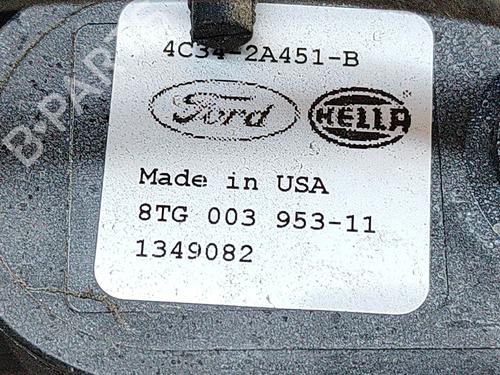 4C34-2A451-B
Ford HELLA
Made in USA
8TG 003 953-11
1349082
B-PARTS